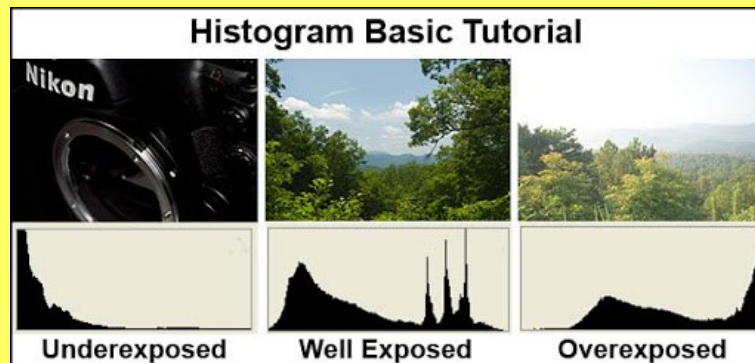 Histogram Basic Tutorial
Nikon
Underexposed Well Exposed Overexposed